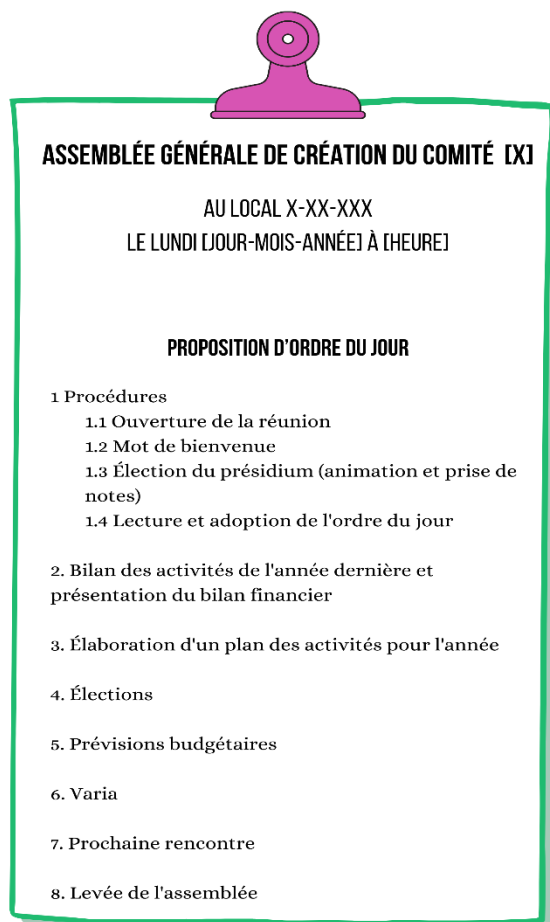 ASSEMBLÉE GÉNÉRALE DE CRÉATION DU COMITÉ [X]
AU LOCAL X-XX-XXX
LE LUNDI [JOUR-MOIS-ANNÉE] À [HEURE]
PROPOSITION D'ORDRE DU JOUR
1 Procédures
1.1 Ouverture de la réunion
1.2 Mot de bienvenue
1.3 Élection du présidium (animation et prise de
notes)
1.4 Lecture et adoption de l'ordre du jour
2. Bilan des activités de l'année dernière et
présentation du bilan financier
3. Élaboration d'un plan des activités pour l'année
4. Élections
5. Prévisions budgétaires
6. Varia
7. Prochaine rencontre
8. Levée de l'assemblée